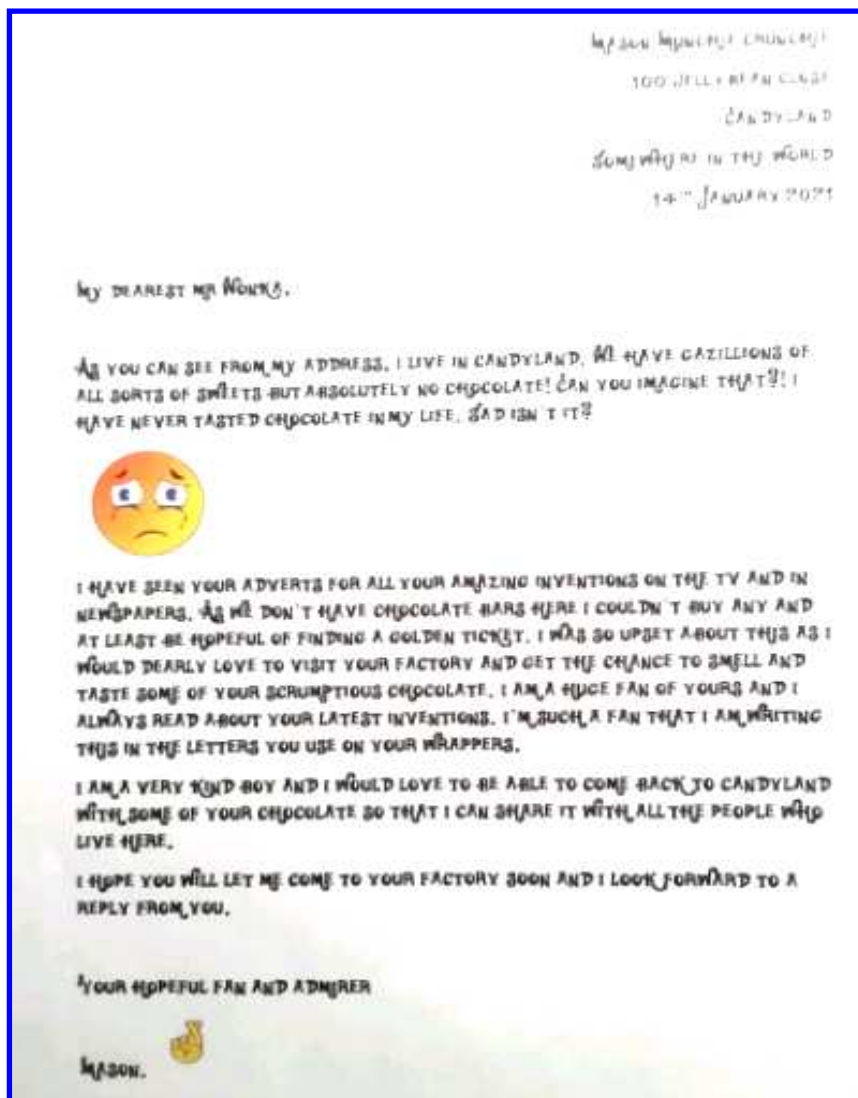 Mason Munchie Crunchie
100 Jelly Bean Close
Candyland
Somewhere in the World
14th January 2021
My dearest Mr Wonka,
As you can see from my address, I live in Candyland. We have gazillions of
all sorts of sweets but absolutely no chocolate! Can you imagine that?! I
have never tasted chocolate in my life. Sad isn't it?
I have seen your adverts for all your amazing inventions on the TV and in
newspapers. As we don't have chocolate bars here I couldn't buy any and
at least be hopeful of finding a golden ticket. I was so upset about this as I
would dearly love to visit your factory and get the chance to smell and
taste some of your scrumptious chocolate. I am a huge fan of yours and I
always read about your latest inventions. I'm such a fan that I am writing
this in the letters you use on your wrappers.
I am a very kind boy and I would love to be able to come back to Candyland
with some of your chocolate so that I can share it with all the people who
live here.
I hope you will let me come to your factory soon and I look forward to a
reply from you.
Your hopeful fan and admirer
Mason.